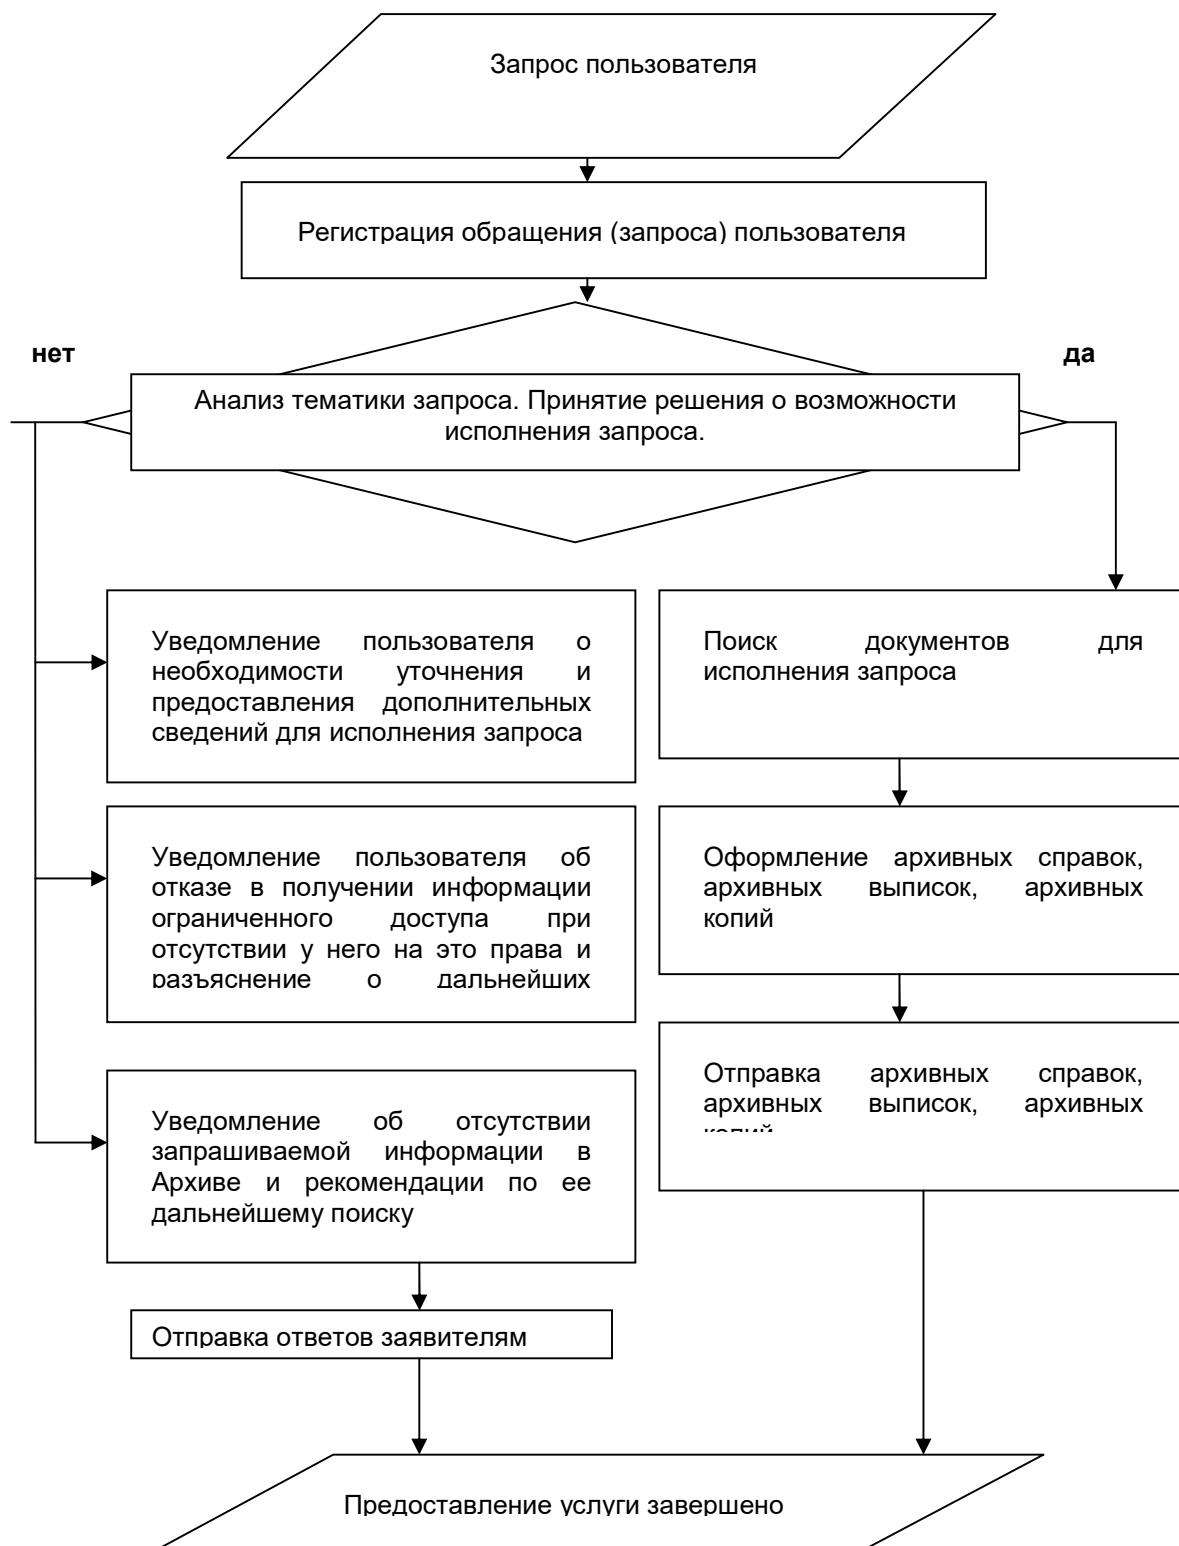 Запрос пользователя
Регистрация обращения (запроса) пользователя
нет
да
Анализ тематики запроса. Принятие решения о возможности
исполнения запроса.
Уведомление пользователя о
необходимости уточнения и
предоставления дополнительных
сведений для исполнения запроса
Поиск документов для
исполнения запроса
Уведомление пользователя об
отказе в получении информации
ограниченного доступа при
отсутствии у него на это права и
разъяснение о дальнейших
Оформление архивных справок,
архивных выписок, архивных
копий
Отправка архивных справок,
архивных выписок, архивных
копий
Уведомление об отсутствии
запрашиваемой информации в
Архиве и рекомендации по ее
дальнейшему поиску
Отправка ответов заявителям
Предоставление услуги завершено